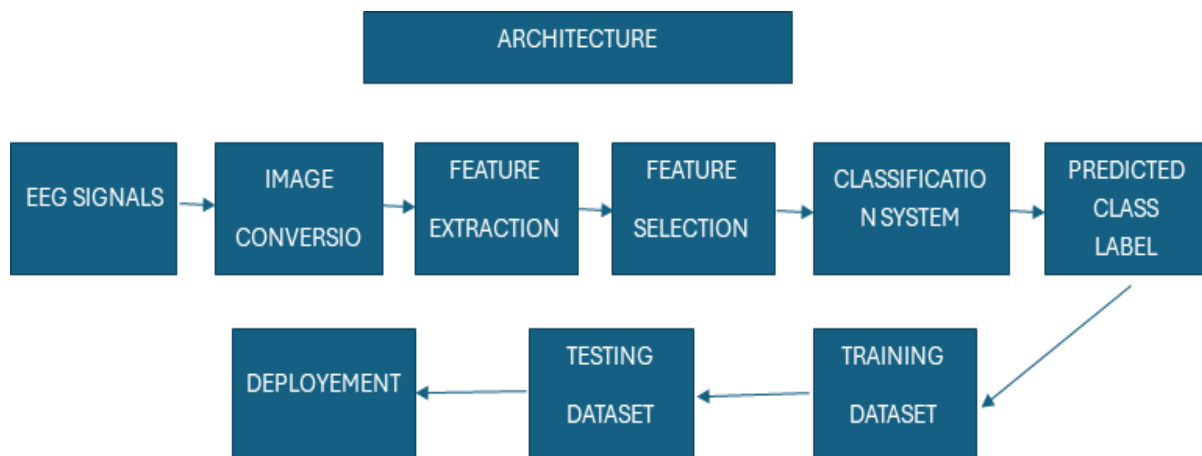 ARCHITECTURE
EEG SIGNALS
IMAGE
CONVERSIO
FEATURE
EXTRACTION
FEATURE
SELECTION
CLASSIFICATIO
N SYSTEM
PREDICTED
CLASS
LABEL
DEPLOYEMENT
TESTING
DATASET
TRAINING
DATASET